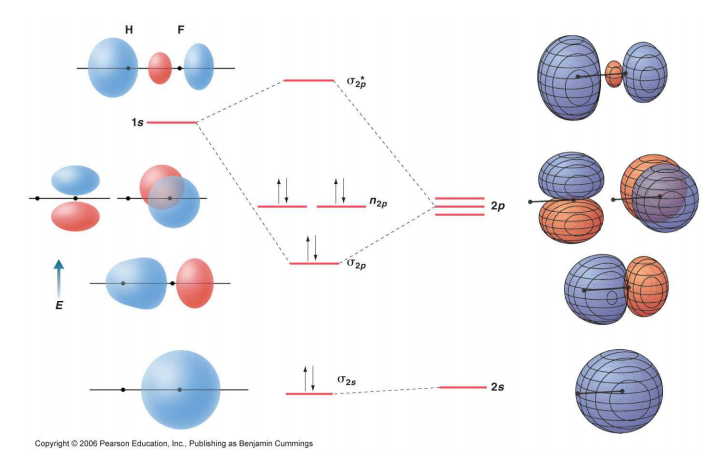 H F
σ*2p
1s
n2p
2p
σ2p
E
σ2s
2s
Copyright © 2006 Pearson Education, Inc., Publishing as Benjamin Cummings